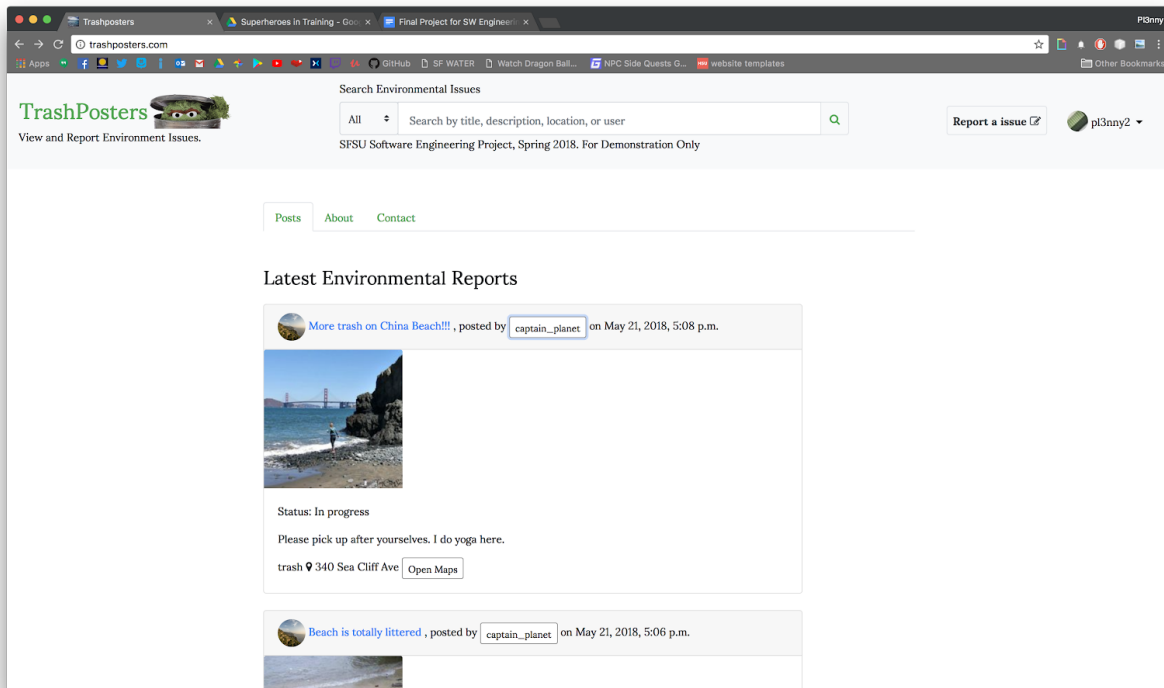 Trashposters
Superheroes in Training - Goo
Final Project for SW Engineeri
Pl3nny
trashposters.com
Apps
GitHub
SF WATER
Watch Dragon Ball...
NPC Side Quests G...
website templates
Other Bookmarks
TrashPosters
View and Report Environment Issues.
Search Environmental Issues
All
Search by title, description, location, or user
SFSU Software Engineering Project, Spring 2018. For Demonstration Only
Report a issue
pl3nny2
Posts About Contact
Latest Environmental Reports
More trash on China Beach!!! , posted by captain_planet on May 21, 2018, 5:08 p.m.
Status: In progress
Please pick up after yourselves. I do yoga here.
trash 340 Sea Cliff Ave Open Maps
Beach is totally littered , posted by captain_planet on May 21, 2018, 5:06 p.m.